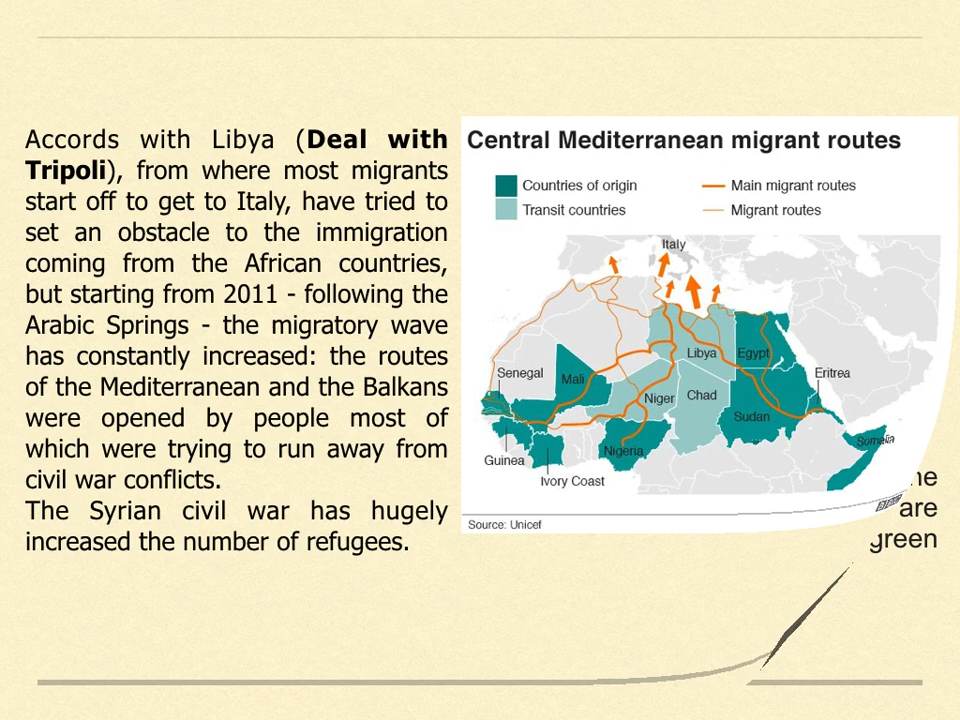 Accords with Libya (Deal with
Tripoli), from where most migrants
start off to get to Italy, have tried to
set an obstacle to the immigration
coming from the African countries,
but starting from 2011 - following the
Arabic Springs - the migratory wave
has constantly increased: the routes
of the Mediterranean and the Balkans
were opened by people most of
which were trying to run away from
civil war conflicts.
The Syrian civil war has hugely
increased the number of refugees.
Central Mediterranean migrant routes
Countries of origin
Main migrant routes
Transit countries
Migrant routes
Italy
Libya
Egypt
Senegal
Mali
Eritrea
Niger
Chad
Sudan
Nigeria
Somalia
Guinea
Ivory Coast
Source: Unicef
are
green